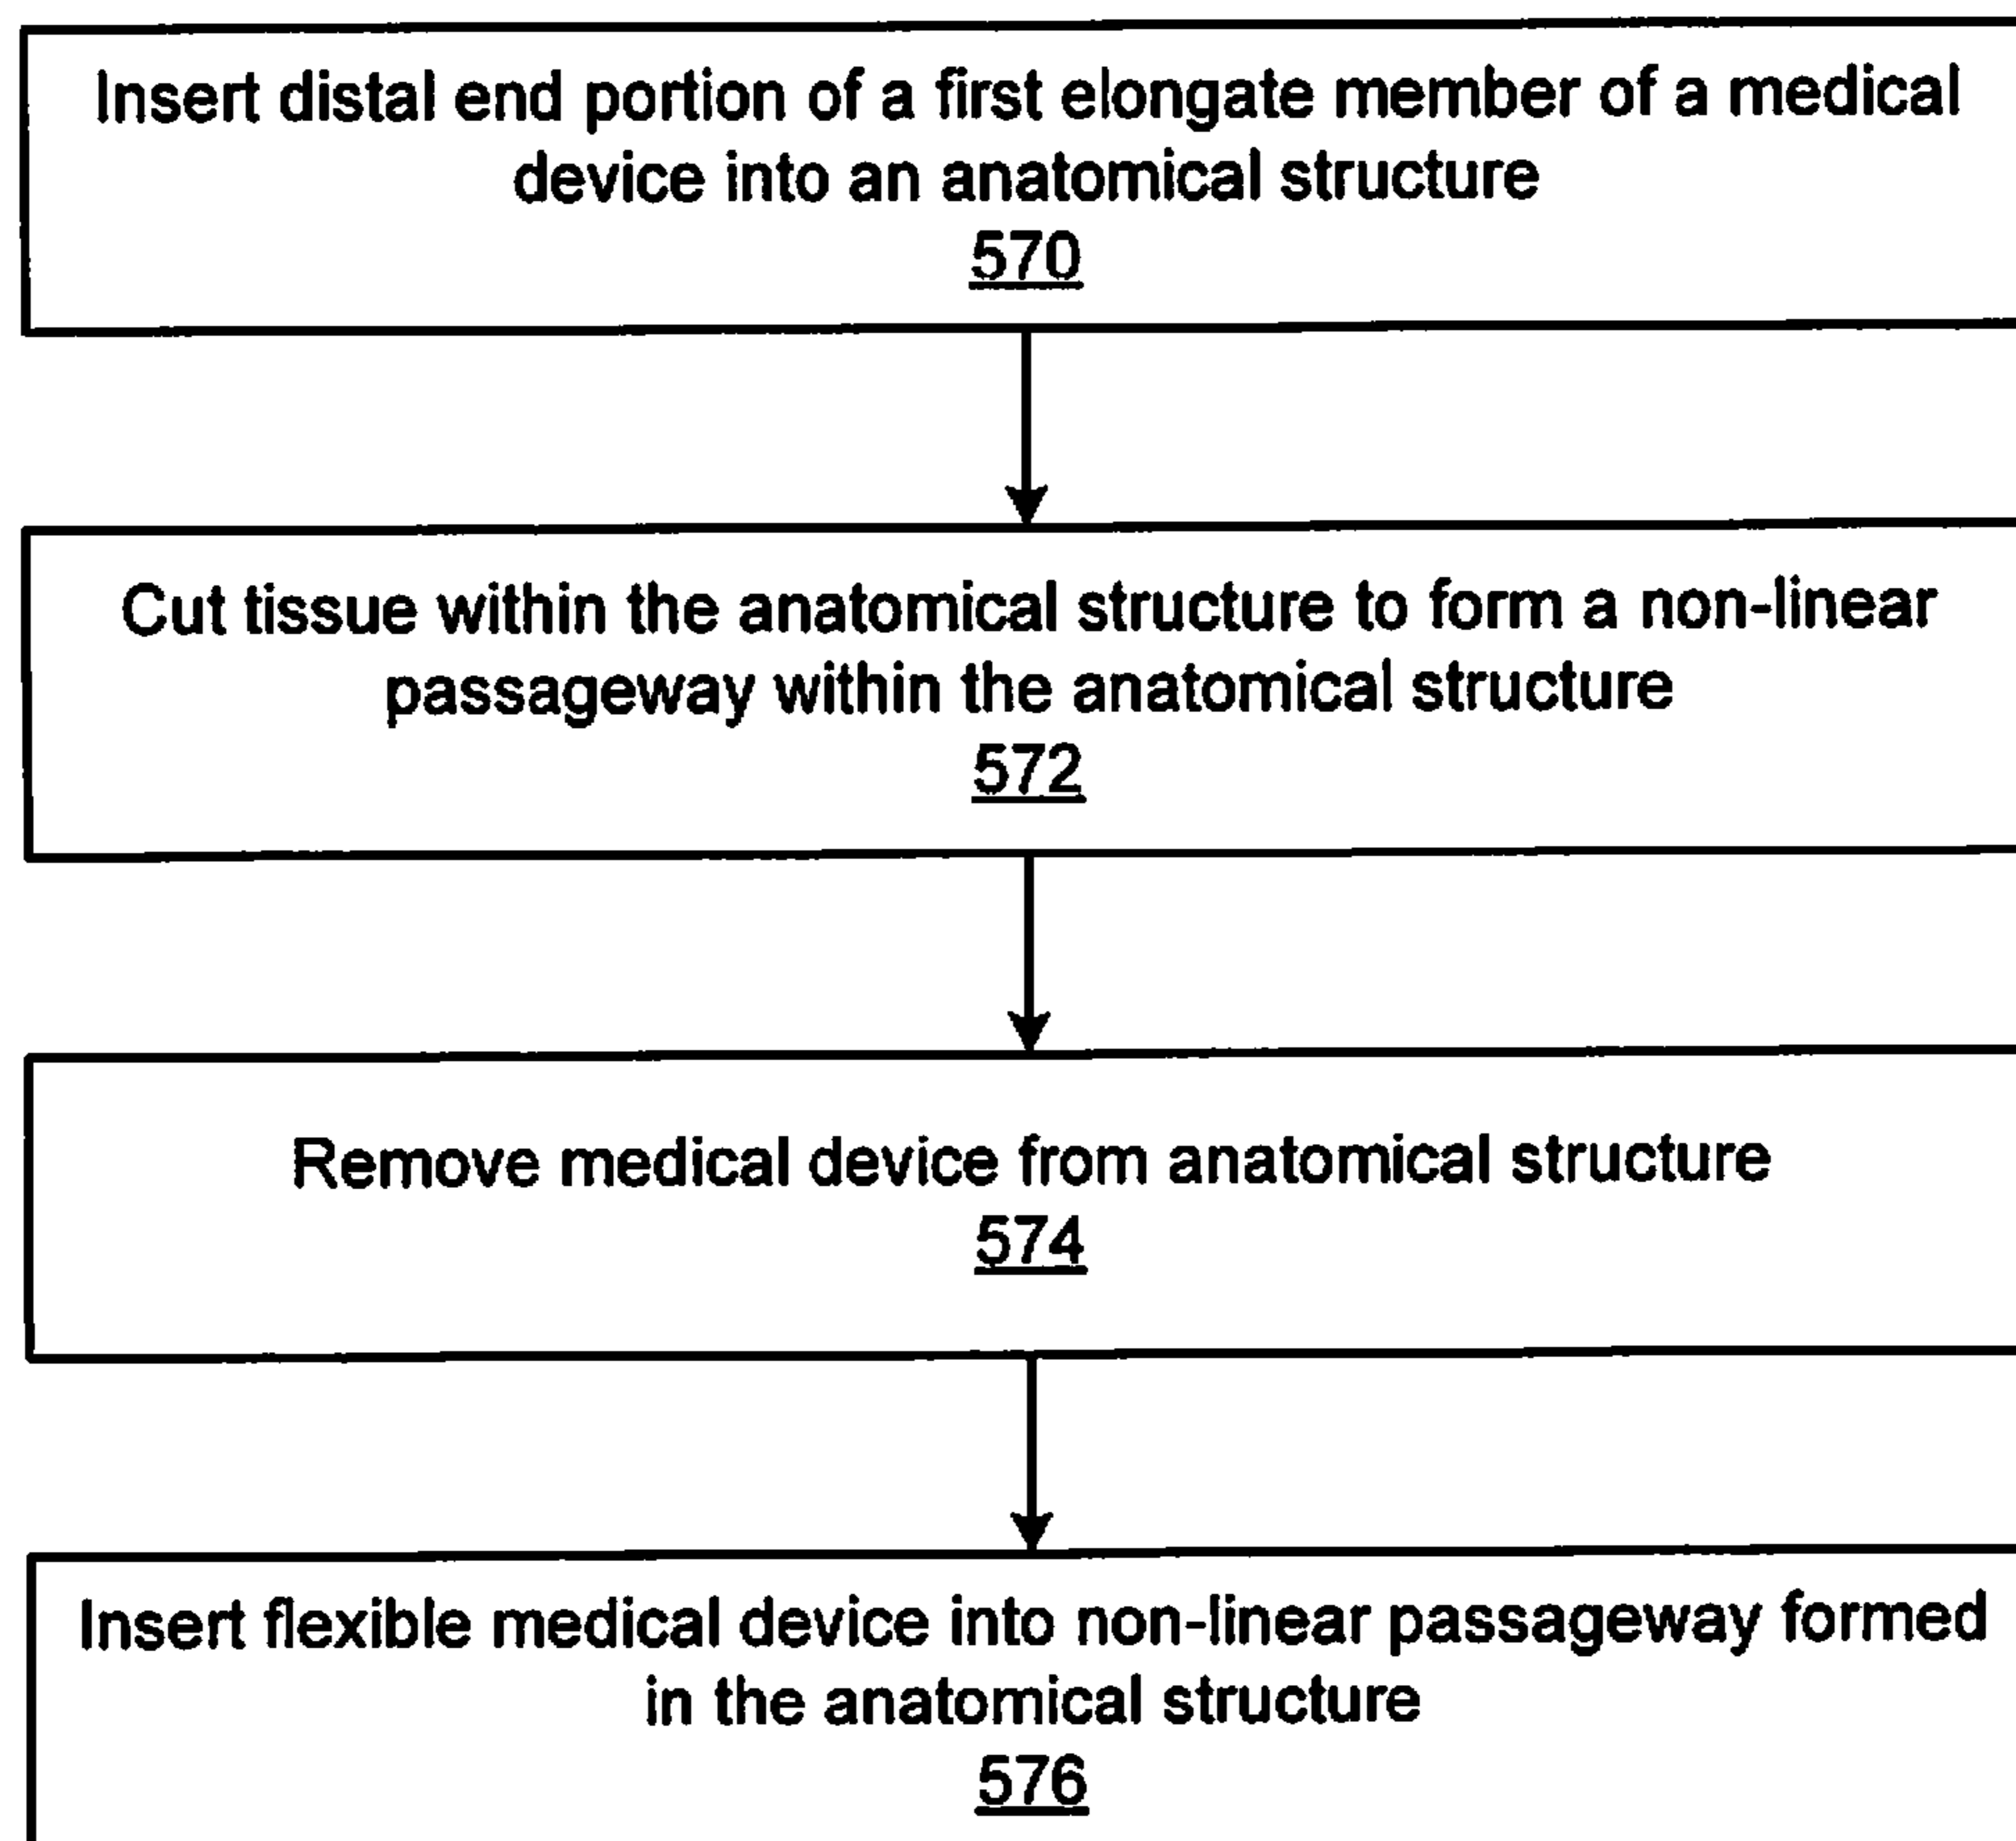 Insert distal end portion of a first elongate member of a medical
device into an anatomical structure
570
Cut tissue within the anatomical structure to form a non-linear
passageway within the anatomical structure
572
Remove medical device from anatomical structure
574
Insert flexible medical device into non-linear passageway formed
in the anatomical structure
576